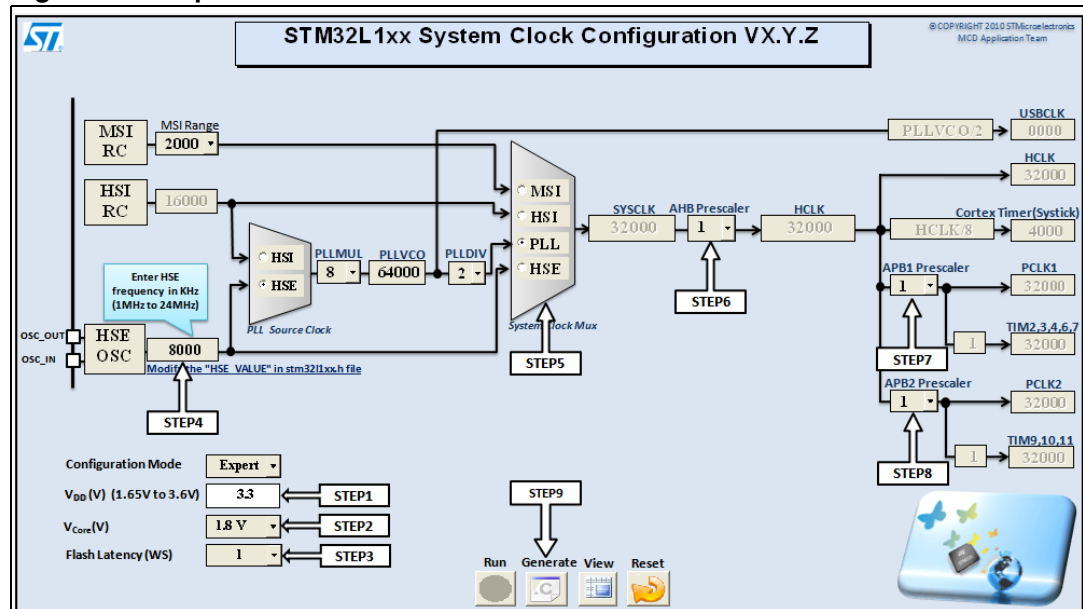 STM32L1xx System Clock Configuration VX.Y.Z
© COPYRIGHT 2010 STMicroelectronics
MCD Application Team
ST
MSI
RC
MSI Range
2000
HSI
RC
16000
HSI
HSE
PLL Source Clock
PLLMUL
8
PLLVCO
64000
PLLDIV
2
Enter HSE
frequency in KHz
(1MHz to 24MHz)
OSC_OUT
OSC_IN
HSE
OSC
8000
Modify the "HSE_VALUE" in stm32l1xx.h file
STEP4
MSI
HSI
PLL
HSE
System Clock Mux
STEP5
SYSCLK
32000
AHB Prescaler
1
STEP6
HCLK
32000
PLLVCO/2
USBCLK
0000
HCLK
32000
HCLK/8
Cortex Timer(Systick)
4000
APB1 Prescaler
1
STEP7
PCLK1
32000
1
TIM2,3,4,6,7
32000
APB2 Prescaler
1
STEP8
PCLK2
32000
1
TIM9,10,11
32000
Configuration Mode
Expert
VDD (V) (1.65V to 3.6V)
3.3
STEP1
VCore(V)
1.8 V
STEP2
Flash Latency (WS)
1
STEP3
STEP9
Run
Generate
View
Reset
.C